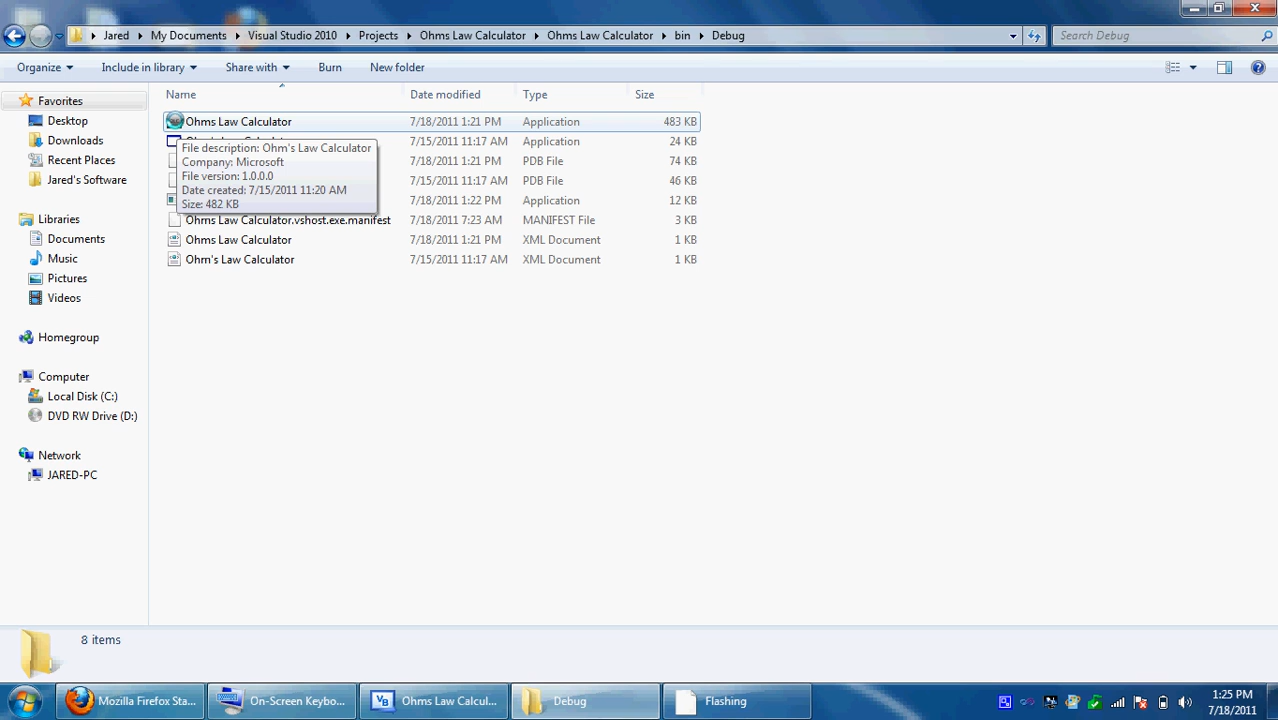 Jared My Documents Visual Studio 2010 Projects Ohms Law Calculator Ohms Law Calculator bin Debug Search Debug
Organize Include in library Share with Burn New folder
Name Date modified Type Size
Favorites
Desktop
Downloads
Recent Places
Jared's Software
Libraries
Documents
Music
Pictures
Videos
Homegroup
Computer
Local Disk (C:)
DVD RW Drive (D:)
Network
JARED-PC
Ohms Law Calculator 7/18/2011 1:21 PM Application 483 KB
7/15/2011 11:17 AM Application 24 KB
7/18/2011 1:21 PM PDB File 74 KB
7/15/2011 11:17 AM PDB File 46 KB
7/18/2011 1:22 PM Application 12 KB
Ohms Law Calculator.vshost.exe.manifest 7/18/2011 7:23 AM MANIFEST File 3 KB
Ohms Law Calculator 7/18/2011 1:21 PM XML Document 1 KB
Ohm's Law Calculator 7/15/2011 11:17 AM XML Document 1 KB
File description: Ohm's Law Calculator
Company: Microsoft
File version: 1.0.0.0
Date created: 7/15/2011 11:20 AM
Size: 482 KB
8 items
Mozilla Firefox Sta... On-Screen Keybo... Ohms Law Calcul... Debug Flashing
1:25 PM
7/18/2011